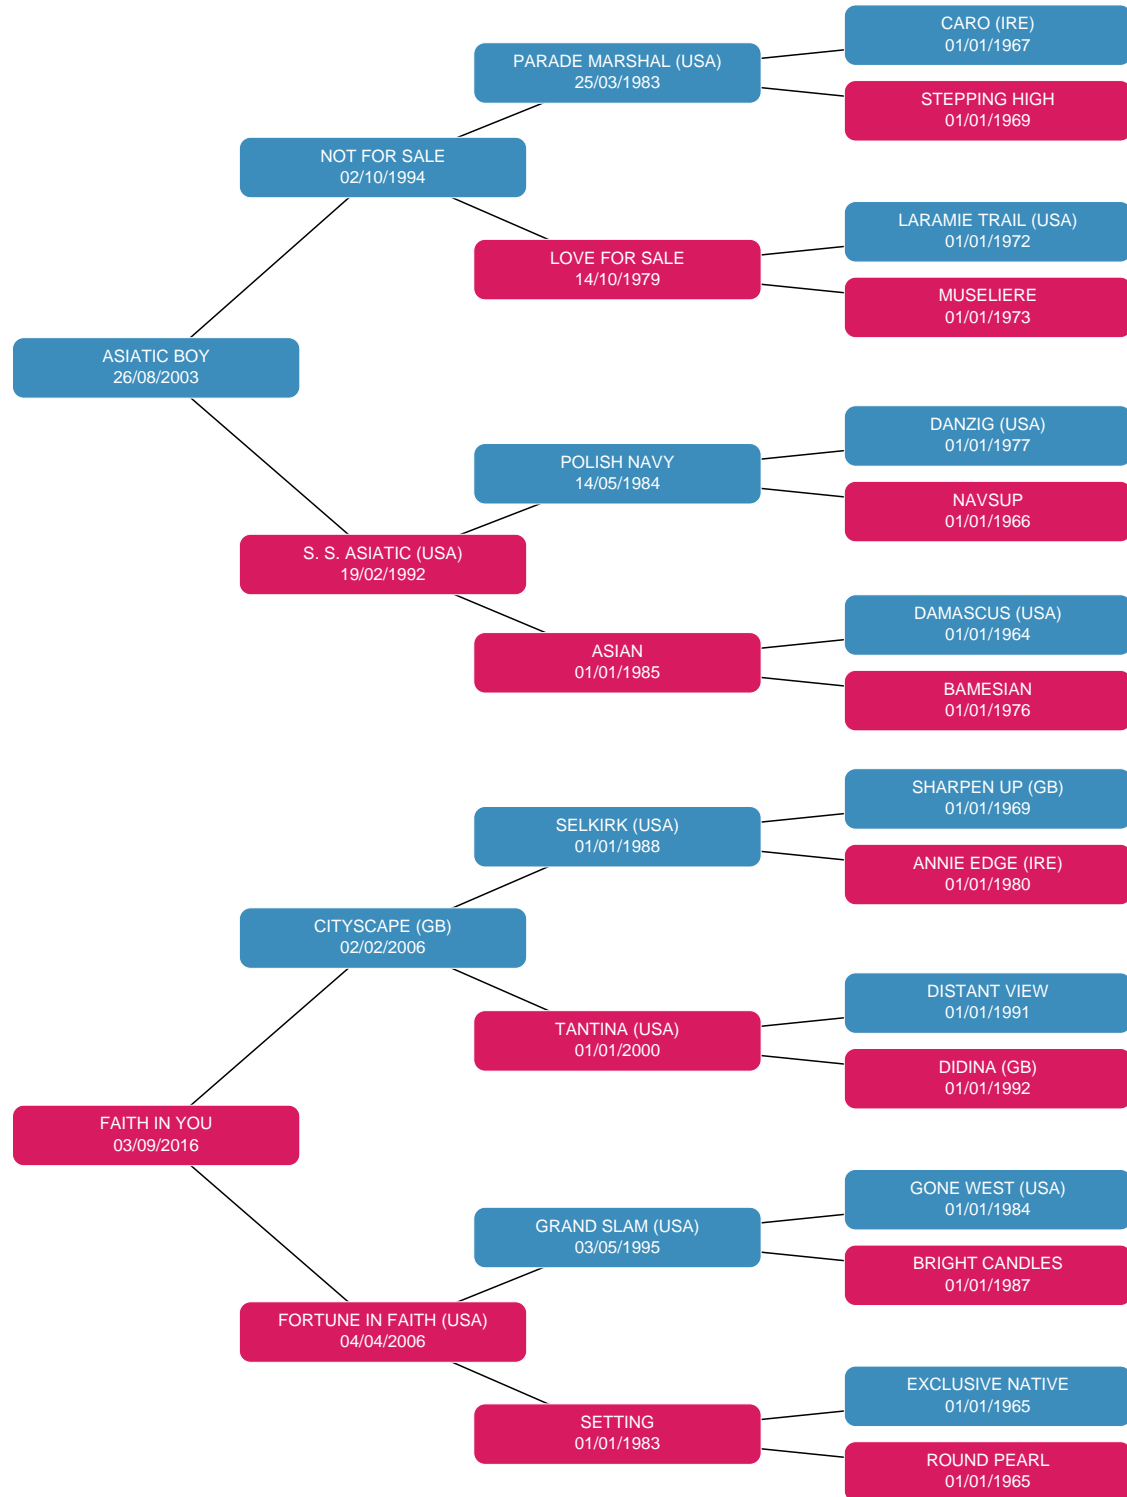 CARO (IRE)
01/01/1967
PARADE MARSHAL (USA)
25/03/1983
STEPPING HIGH
01/01/1969
NOT FOR SALE
02/10/1994
LARAMIE TRAIL (USA)
01/01/1972
LOVE FOR SALE
14/10/1979
MUSELIERE
01/01/1973
ASIATIC BOY
26/08/2003
DANZIG (USA)
01/01/1977
POLISH NAVY
14/05/1984
NAVSUP
01/01/1966
S. S. ASIATIC (USA)
19/02/1992
DAMASCUS (USA)
01/01/1964
ASIAN
01/01/1985
BAMESIAN
01/01/1976
SHARPEN UP (GB)
01/01/1969
SELKIRK (USA)
01/01/1988
ANNIE EDGE (IRE)
01/01/1980
CITYSCAPE (GB)
02/02/2006
DISTANT VIEW
01/01/1991
TANTINA (USA)
01/01/2000
DIDINA (GB)
01/01/1992
FAITH IN YOU
03/09/2016
GONE WEST (USA)
01/01/1984
GRAND SLAM (USA)
03/05/1995
BRIGHT CANDLES
01/01/1987
FORTUNE IN FAITH (USA)
04/04/2006
EXCLUSIVE NATIVE
01/01/1965
SETTING
01/01/1983
ROUND PEARL
01/01/1965